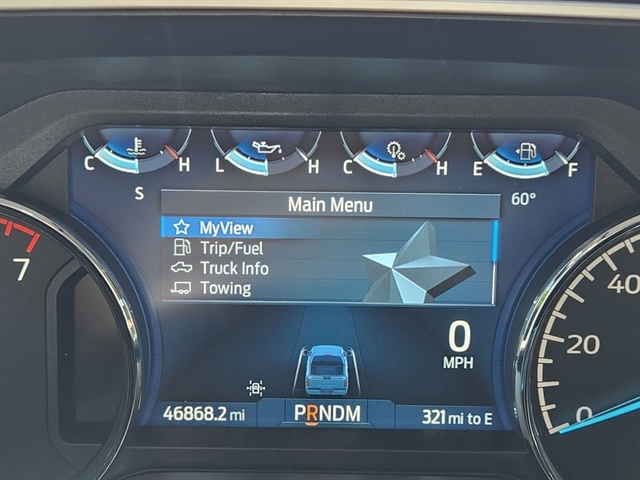 C H L H C H E F
S 60°
Main Menu
MyView
Trip/Fuel
Truck Info
Towing
7
40
20
0
0
MPH
46868.2 mi PRNDM 321 mi to E